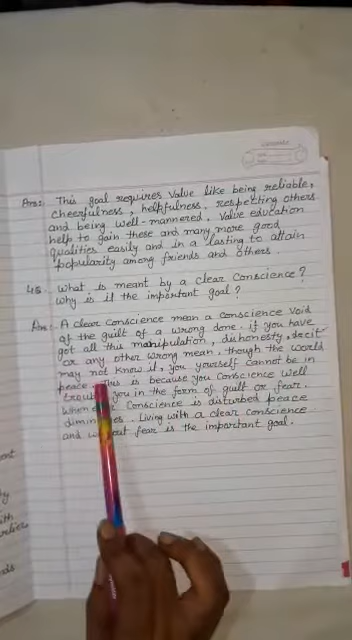 Ans: This goal requires value like being reliable,
cheerfulness, helpfulness, respecting others
and being well-mannered. Value education
help to gain these and many more good
qualities easily and in a lasting to attain
popularity among friends and others.
What is meant by a clear conscience?
why is it the important goal?
Ans: A clear conscience mean a conscience void
of the guilt of a wrong done. if you have
got all this manipulation, dishonesty, decit
or any other wrong mean, though the world
may not know it, you yourself cannot be in
peace. This is because you conscience well
you in the form of guilt or fear.
when conscience is disturbed peace
Living with a clear conscience
and fear is the important goal.